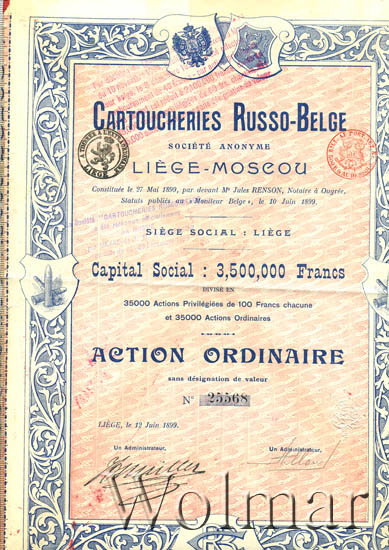 CARTOUCHERIES RUSSO-BELGE
SOCIÉTÉ ANONYME
LIÈGE-MOSCOU
Constituée le 27 Mai 1899, par devant Me Jules RENSON, Notaire à Ougrée,
Statuts publiés au «Moniteur Belge», le 10 Juin 1899.
SIÈGE SOCIAL : LIÈGE
Capital Social : 3,500,000 Francs
DIVISÉ EN
35000 Actions Privilégiées de 100 Francs chacune
et 35000 Actions Ordinaires
ACTION ORDINAIRE
sans désignation de valeur
No 25568
LIÈGE, le 12 Juin 1899.
Un Administrateur, Un Administrateur,
Wolmar